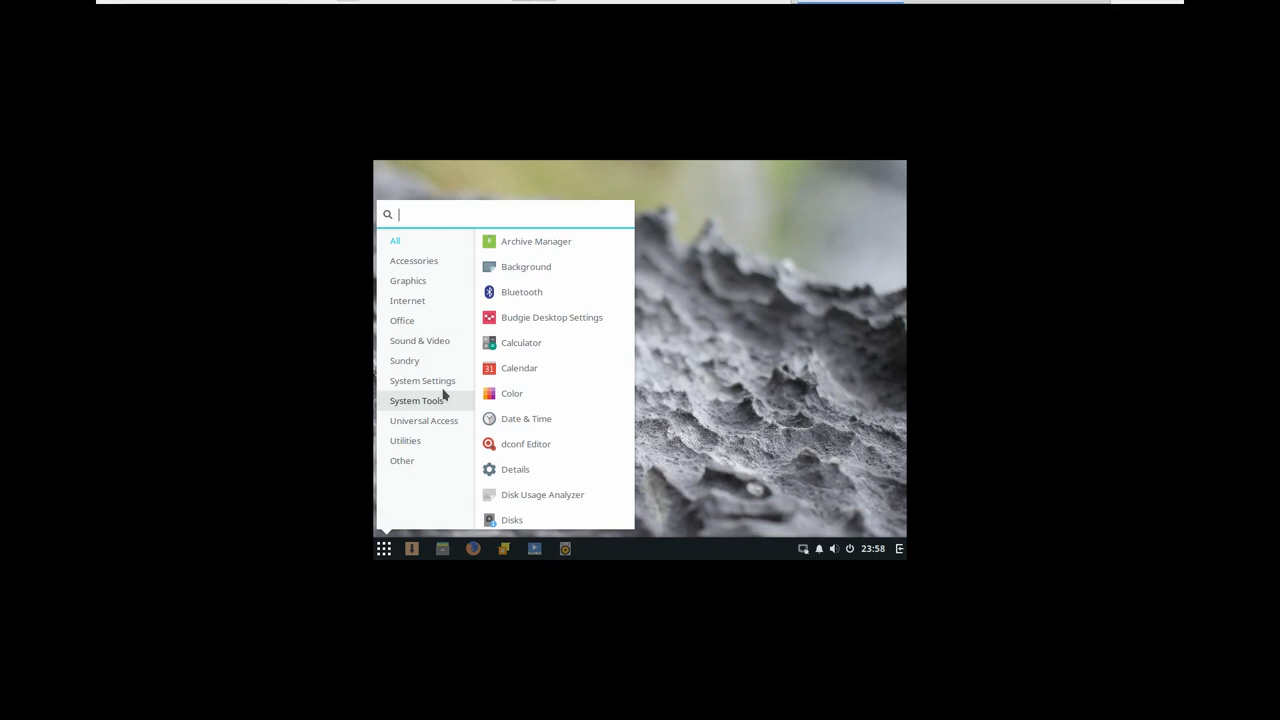 All
Accessories
Graphics
Internet
Office
Sound & Video
Sundry
System Settings
System Tools
Universal Access
Utilities
Other
Archive Manager
Background
Bluetooth
Budgie Desktop Settings
Calculator
31
Calendar
Color
Date & Time
dconf Editor
Details
Disk Usage Analyzer
Disks
23:58